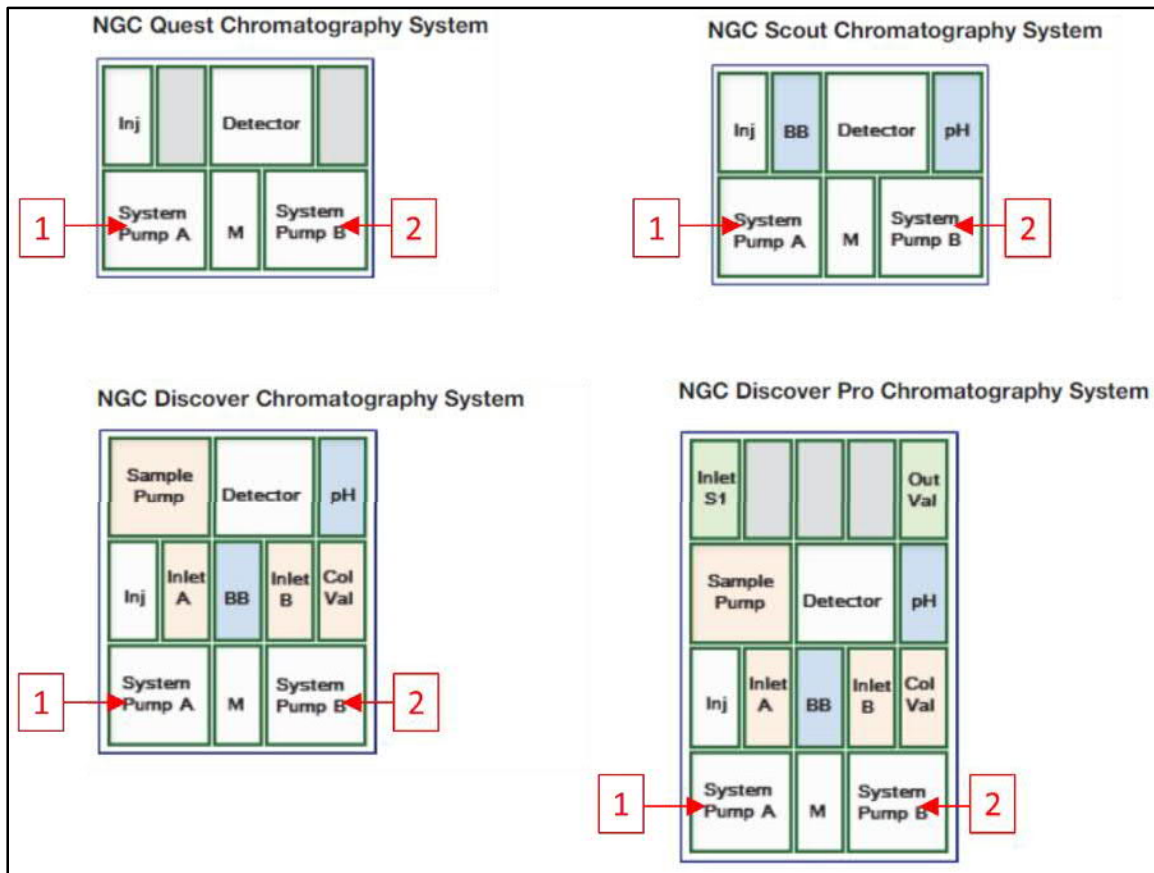 NGC Quest Chromatography System
Inj
Detector
System
Pump A
M
System
Pump B
1
2
NGC Scout Chromatography System
Inj
BB
Detector
pH
System
Pump A
M
System
Pump B
1
2
NGC Discover Chromatography System
Sample
Pump
Detector
pH
Inj
Inlet
A
BB
Inlet
B
Col
Val
System
Pump A
M
System
Pump B
1
2
NGC Discover Pro Chromatography System
Inlet
S1
Out
Val
Sample
Pump
Detector
pH
Inj
Inlet
A
BB
Inlet
B
Col
Val
System
Pump A
M
System
Pump B
1
2